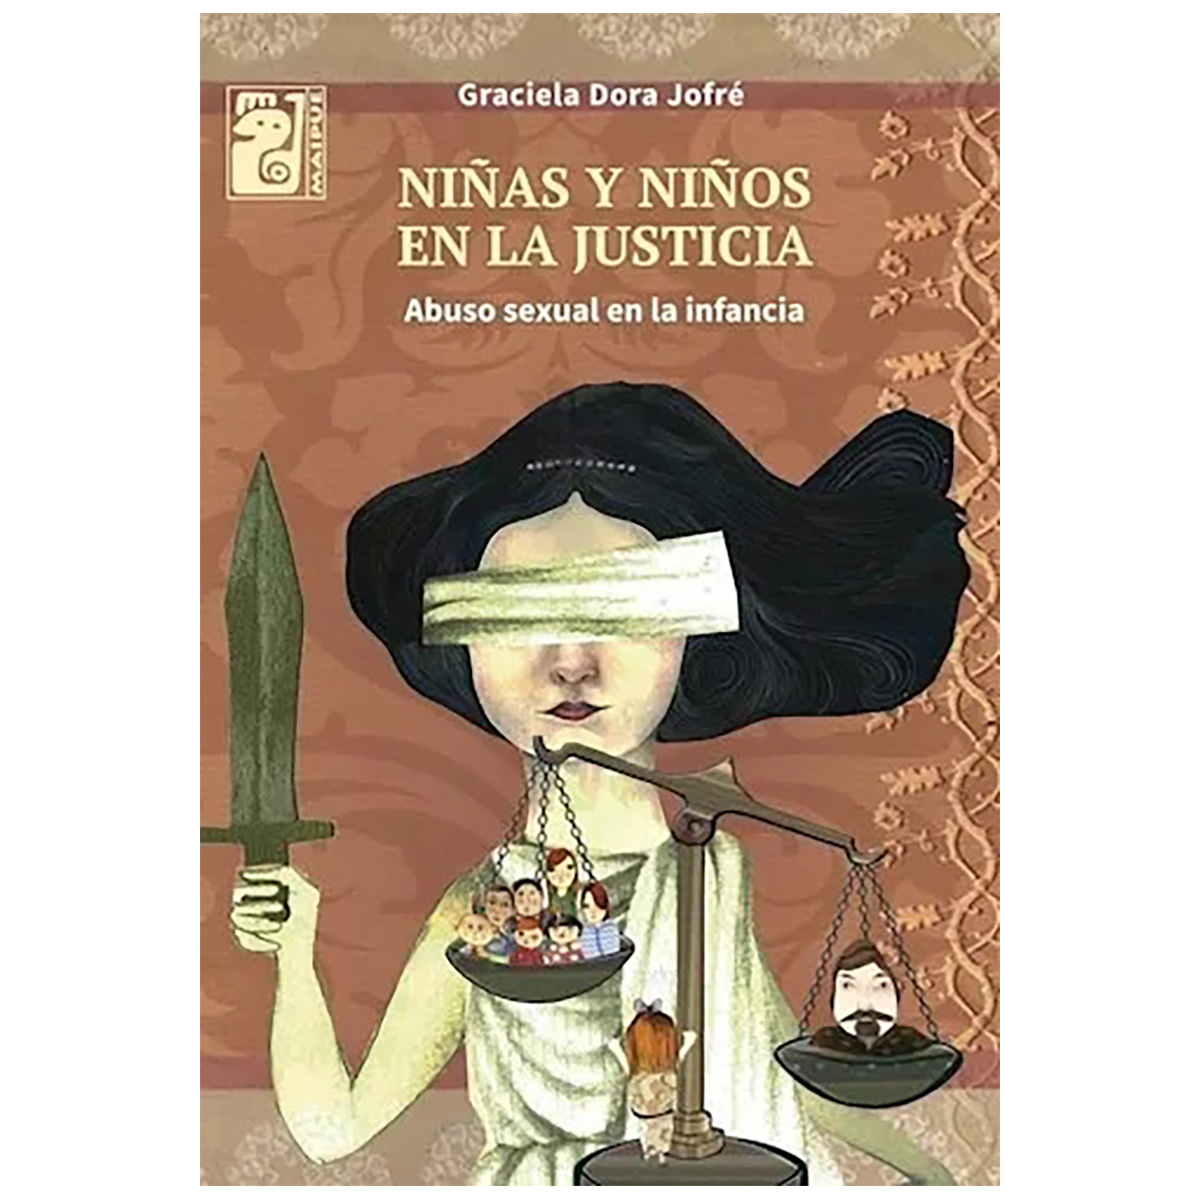 Graciela Dora Jofré
MAIPUE
NIÑAS Y NIÑOS
EN LA JUSTICIA
Abuso sexual en la infancia